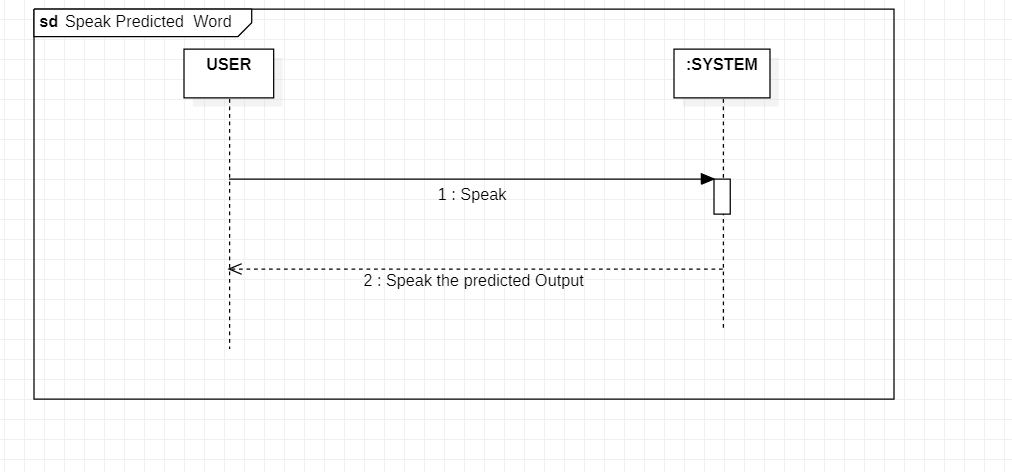 sd Speak Predicted Word
USER
:SYSTEM
1 : Speak
2 : Speak the predicted Output